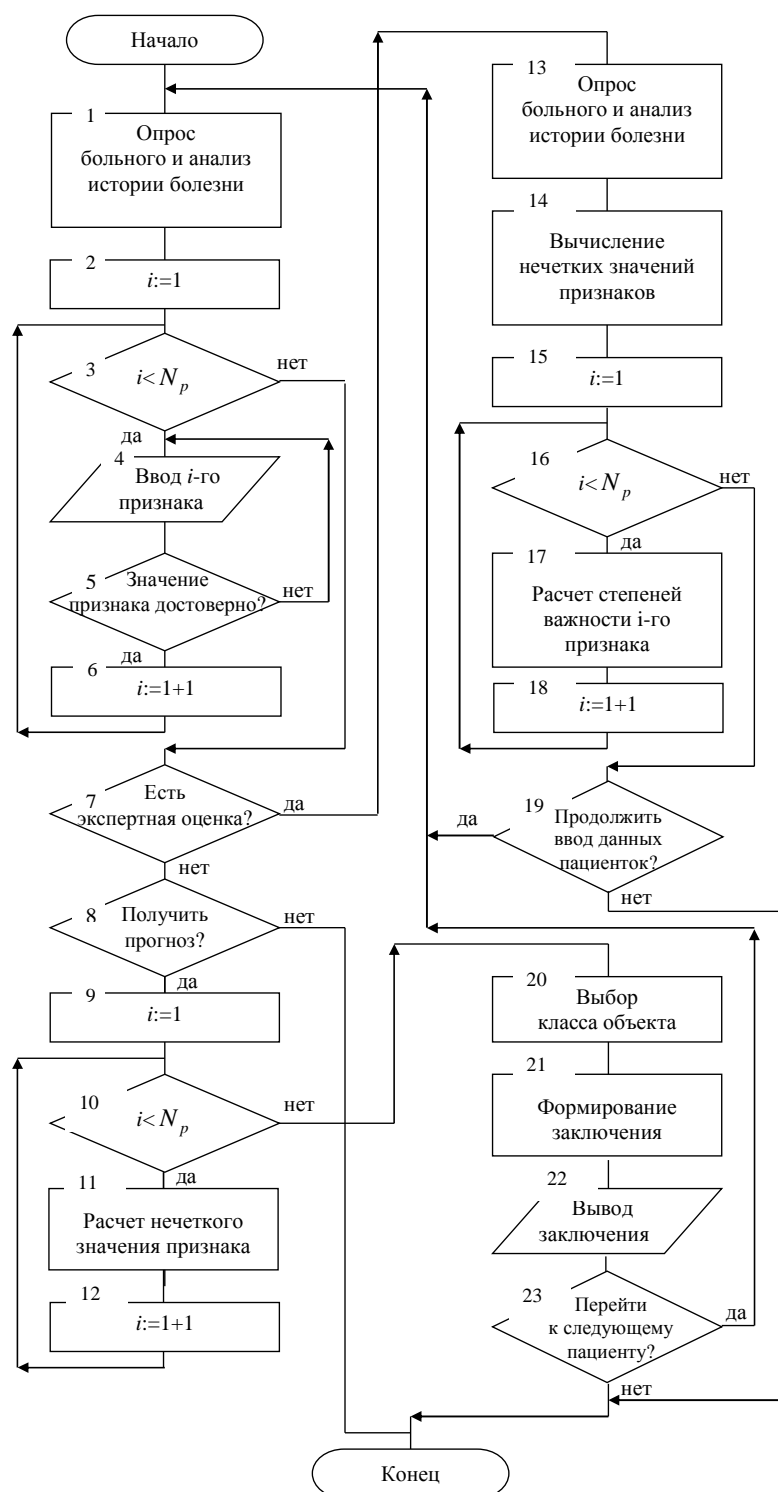 Начало
1
Опрос
больного и анализ
истории болезни
2
i:=1
3
i< N p
нет
да
4
Ввод i-го
признака
5
Значение
признака достоверно?
нет
да
6
i:=1+1
7
Есть
экспертная оценка?
да
нет
8
Получить
прогноз?
нет
да
9
i:=1
10
i< N p
нет
да
11
Расчет нечеткого
значения признака
12
i:=1+1
13
Опрос
больного и анализ
истории болезни
14
Вычисление
нечетких значений
признаков
15
i:=1
16
i< N p
нет
да
17
Расчет степеней
важности i-го
признака
18
i:=1+1
19
Продолжить
ввод данных
пациенток?
да
нет
20
Выбор
класса объекта
21
Формирование
заключения
22
Вывод
заключения
23
Перейти
к следующему
пациенту?
да
нет
Конец